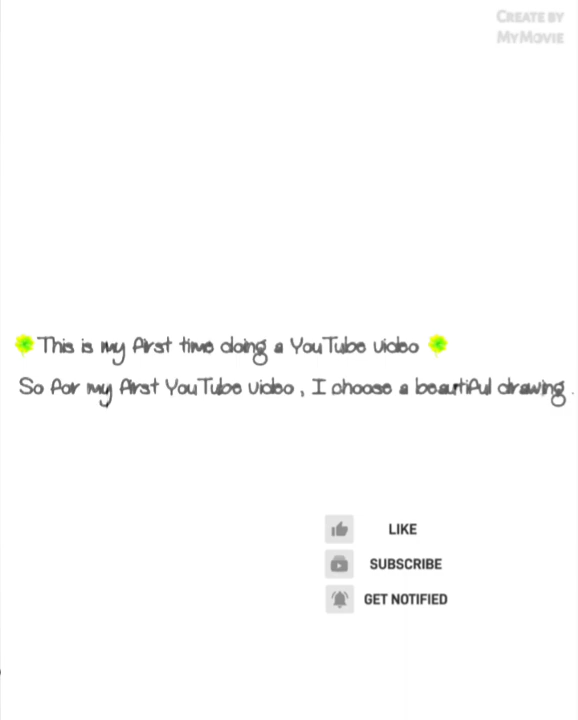 CREATE BY
MYMOVIE
This is my first time doing a YouTube video
So for my first YouTube video, I choose a beautiful drawing.
LIKE
SUBSCRIBE
GET NOTIFIED